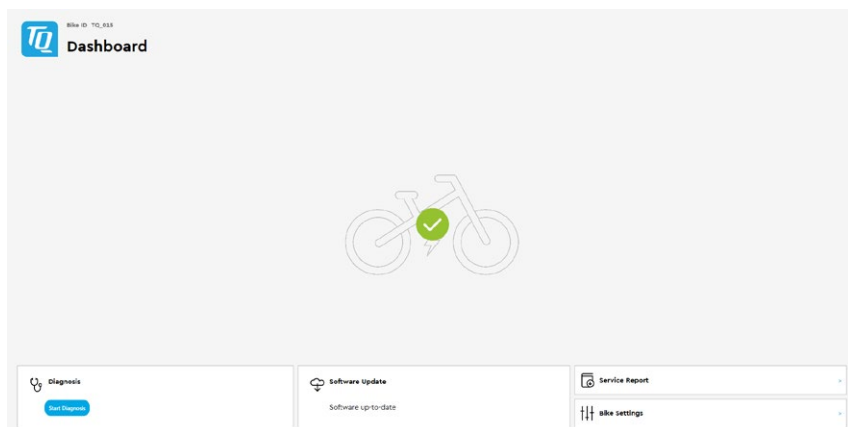 TQ
Bike ID TQ_015
Dashboard
Diagnosis
Start Diagnosis
Software Update
Software up-to-date
Service Report
Bike Settings